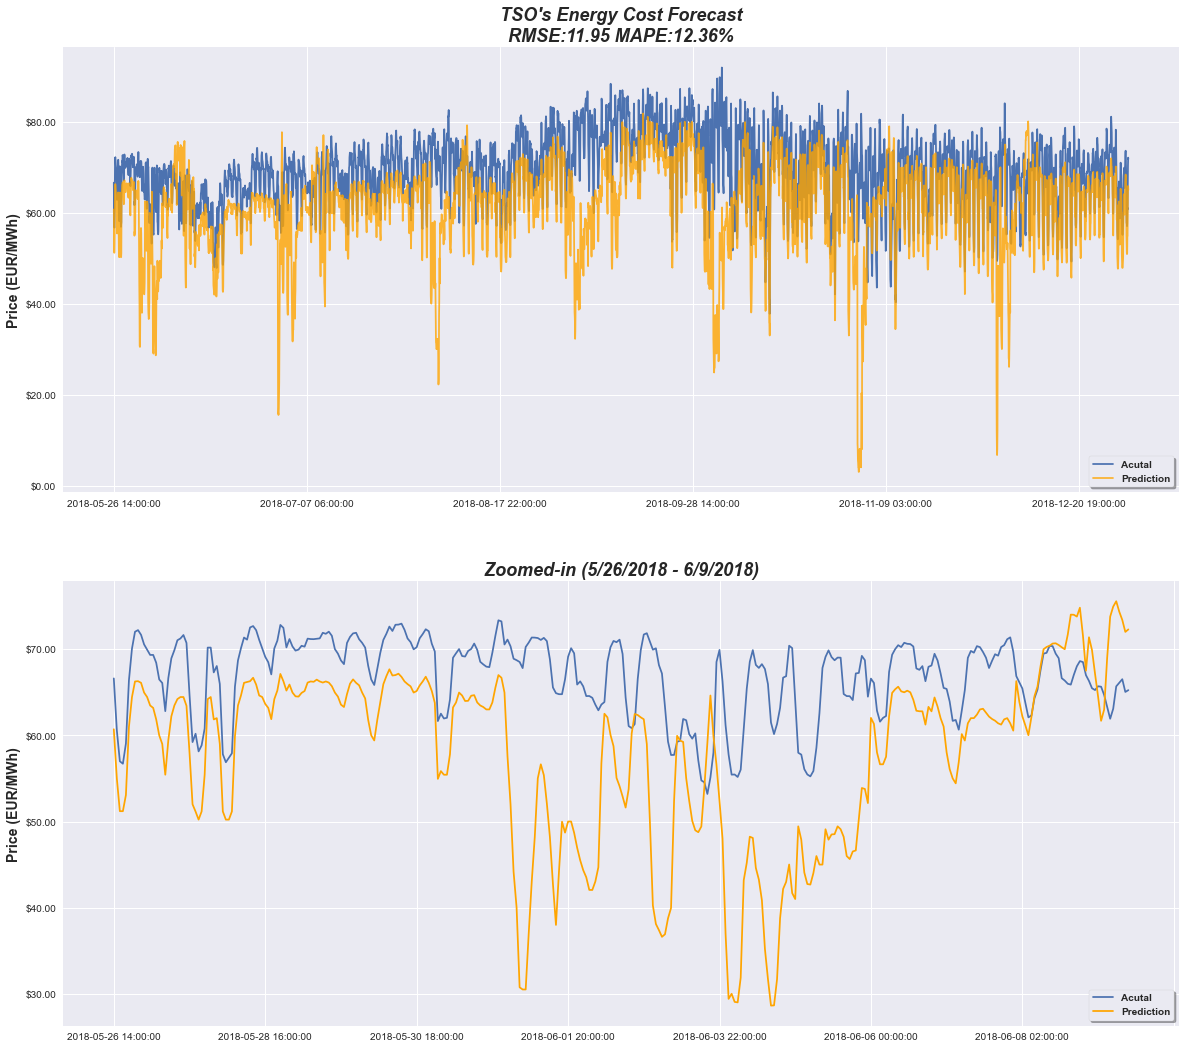 TSO's Energy Cost Forecast
RMSE:11.95 MAPE:12.36%
Price (EUR/MWh)
$80.00
$60.00
$40.00
$20.00
$0.00
Acutal
Prediction
2018-05-26 14:00:00
2018-07-07 06:00:00
2018-08-17 22:00:00
2018-09-28 14:00:00
2018-11-09 03:00:00
2018-12-20 19:00:00
Zoomed-in (5/26/2018 - 6/9/2018)
Price (EUR/MWh)
$70.00
$60.00
$50.00
$40.00
$30.00
Acutal
Prediction
2018-05-26 14:00:00
2018-05-28 16:00:00
2018-05-30 18:00:00
2018-06-01 20:00:00
2018-06-03 22:00:00
2018-06-06 00:00:00
2018-06-08 02:00:00